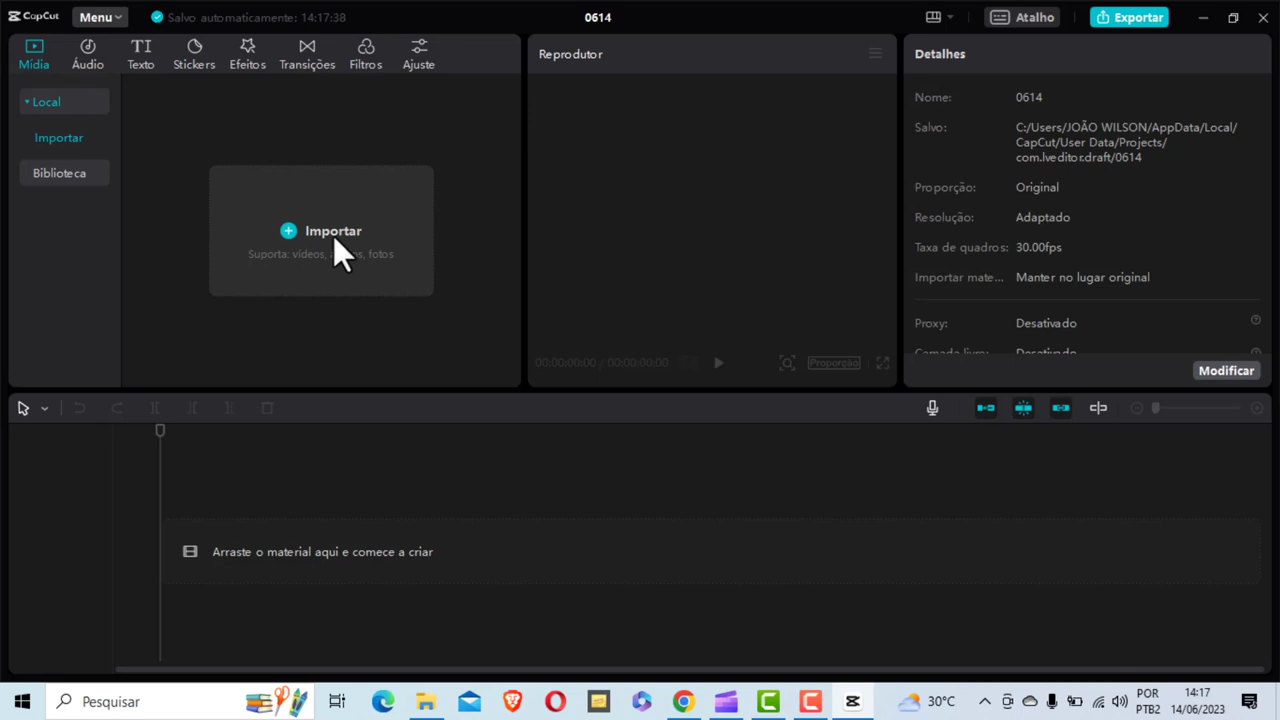 CapCut
Menu
Salvo automaticamente: 14:17:38
0614
Atalho
Exportar
Mídia
Áudio
Texto
Stickers
Efeitos
Transições
Filtros
Ajuste
Local
Importar
Biblioteca
Importar
Suporta: vídeos, fotos
Reprodutor
00:00:00:00 / 00:00:00:00
Proporção
Detalhes
Nome: 0614
Salvo: C:/Users/JOÃO WILSON/AppData/Local/
CapCut/User Data/Projects/
com.lveditor.draft/0614
Proporção: Original
Resolução: Adaptado
Taxa de quadros: 30.00fps
Importar mate... Manter no lugar original
Proxy: Desativado
Desativado
Modificar
Arraste o material aqui e comece a criar
Pesquisar
30°C
POR
PTB2
14:17
14/06/2023